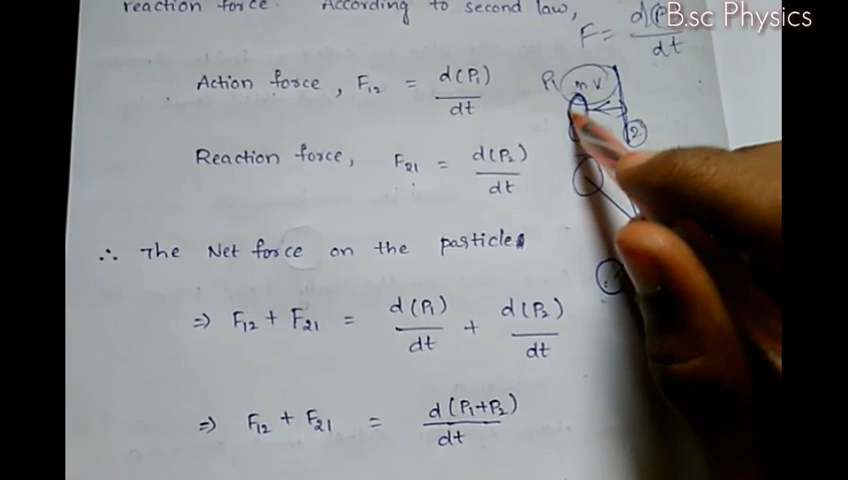 reaction force. According to second law,
B.sc Physics
F = d(P / dt
Action force, F12 = d(P1) / dt
P1 m V
2
Reaction force, F21 = d(P2) / dt
∴ The Net force on the particle
⇒ F12 + F21 = d(P1) / dt + d(P2) / dt
⇒ F12 + F21 = d(P1+P2) / dt